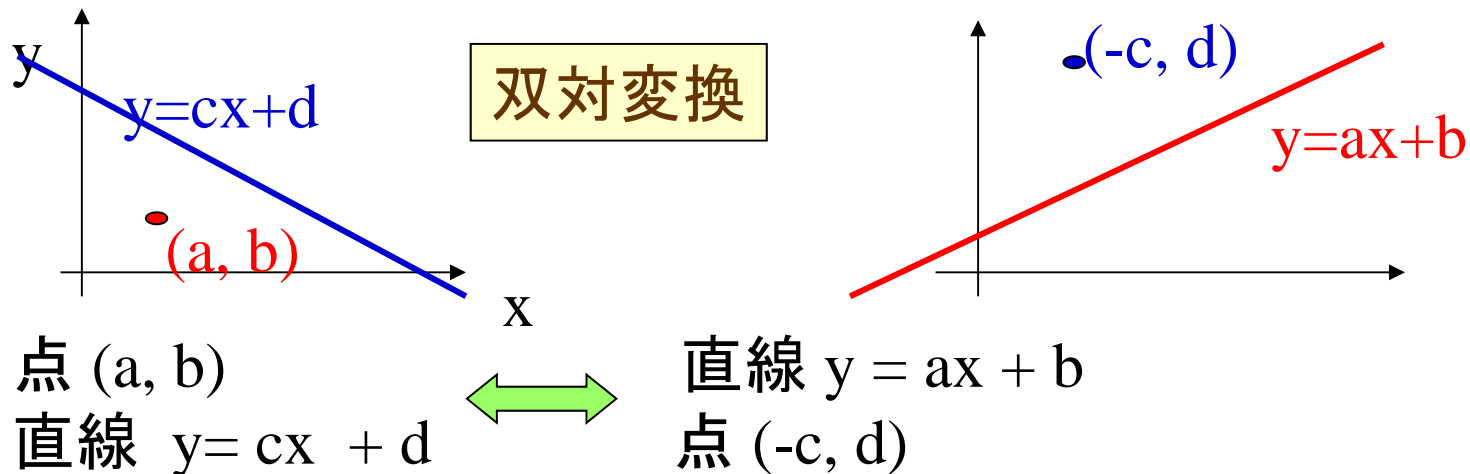 y
y=cx+d
(a, b)
x
双対変換
(-c, d)
y=ax+b
点 (a, b)
直線 y= cx + d
直線 y = ax + b
点 (-c, d)